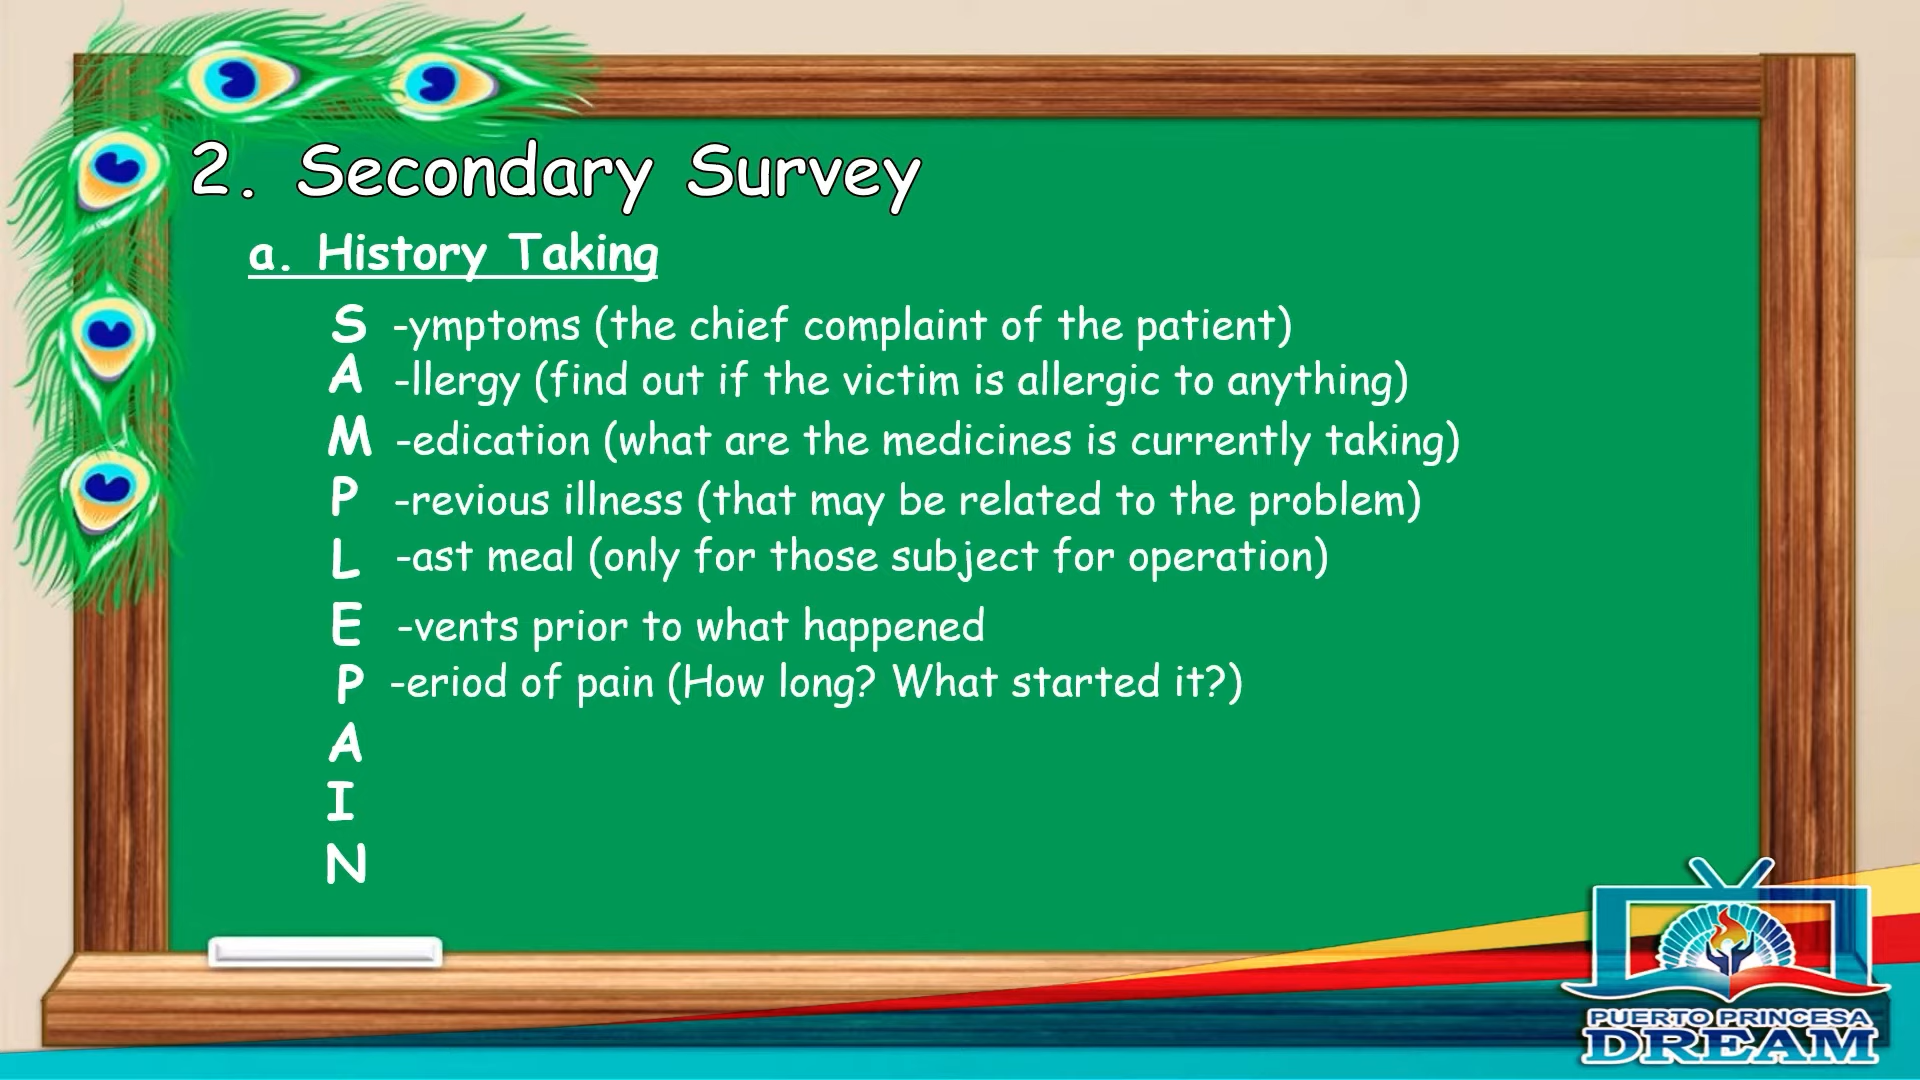 2. Secondary Survey
a. History Taking
S -ymptoms (the chief complaint of the patient)
A -llergy (find out if the victim is allergic to anything)
M -edication (what are the medicines is currently taking)
P -revious illness (that may be related to the problem)
L -ast meal (only for those subject for operation)
E -vents prior to what happened
P -eriod of pain (How long? What started it?)
A
I
N
PUERTO PRINCESA
DREAM